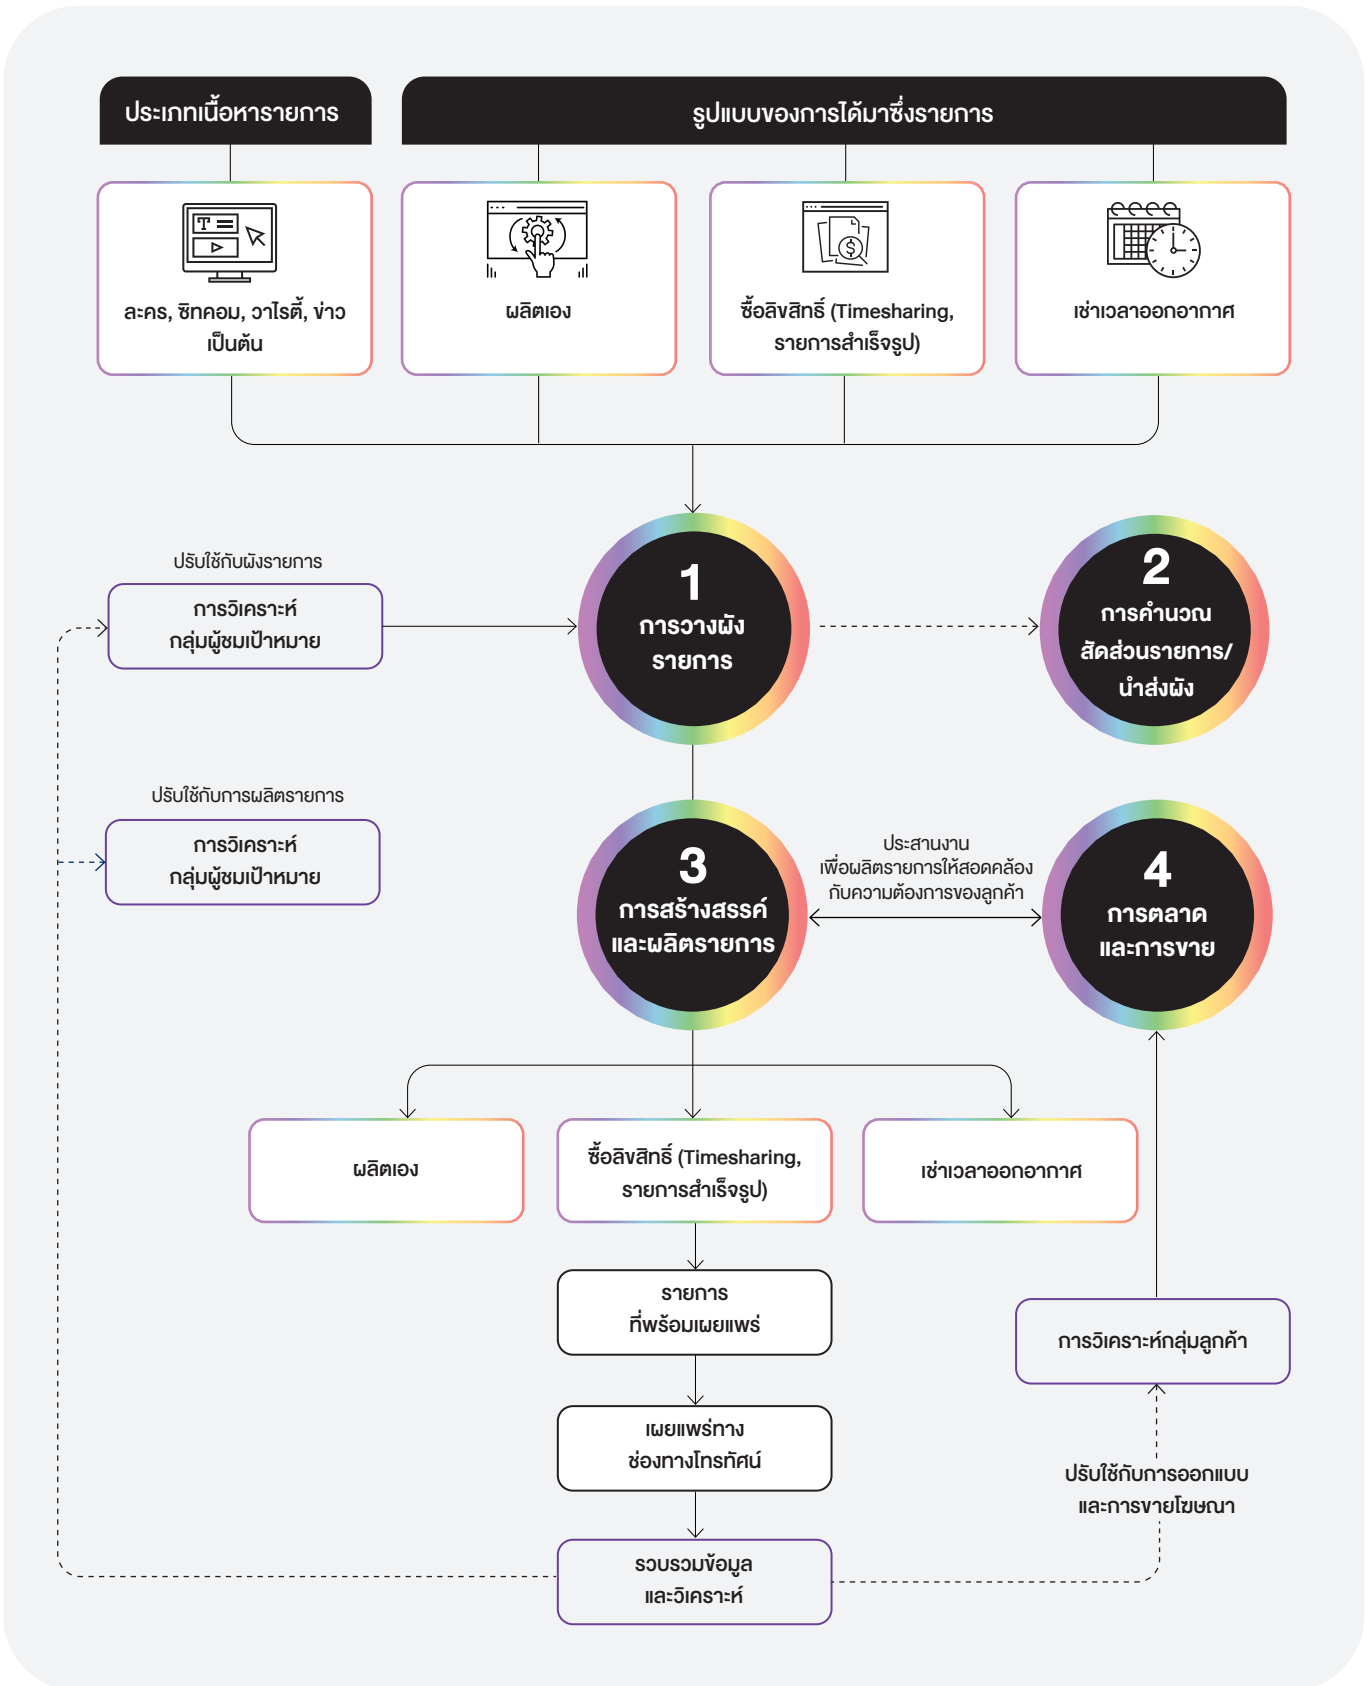 ประเภทเนื้อหารายการ
รูปแบบของการได้มาซึ่งรายการ
T
ละคร, ซิทคอม, วาไรตี้, ข่าว
เป็นต้น
ผลิตเอง
$
ซื้อลิขสิทธิ์ (Timesharing,
รายการสำเร็จรูป)
เช่าเวลาออกอากาศ
ปรับใช้กับผังรายการ
การวิเคราะห์
กลุ่มผู้ชมเป้าหมาย
1
การวางผัง
รายการ
2
การคำนวณ
สัดส่วนรายการ/
นำส่งผัง
ปรับใช้กับการผลิตรายการ
การวิเคราะห์
กลุ่มผู้ชมเป้าหมาย
3
การสร้างสรรค์
และผลิตรายการ
ประสานงาน
เพื่อผลิตรายการให้สอดคล้อง
กับความต้องการของลูกค้า
4
การตลาด
และการขาย
ผลิตเอง
ซื้อลิขสิทธิ์ (Timesharing,
รายการสำเร็จรูป)
เช่าเวลาออกอากาศ
รายการ
ที่พร้อมเผยแพร่
การวิเคราะห์กลุ่มลูกค้า
เผยแพร่ทาง
ช่องทางโทรทัศน์
ปรับใช้กับการออกแบบ
และการขายโฆษณา
รวบรวมข้อมูล
และวิเคราะห์